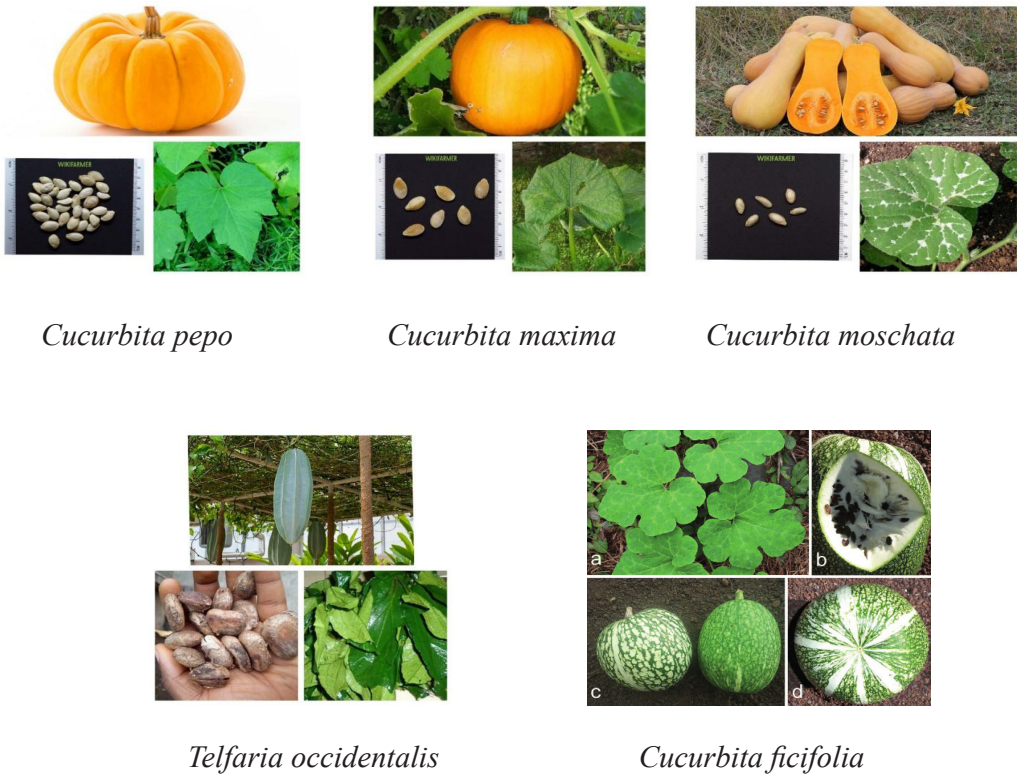 WIKIFARMER
WIKIFARMER
WIKIFARMER
Cucurbita pepo
Cucurbita maxima
Cucurbita moschata
a
b
c
d
Telfaria occidentalis
Cucurbita ficifolia